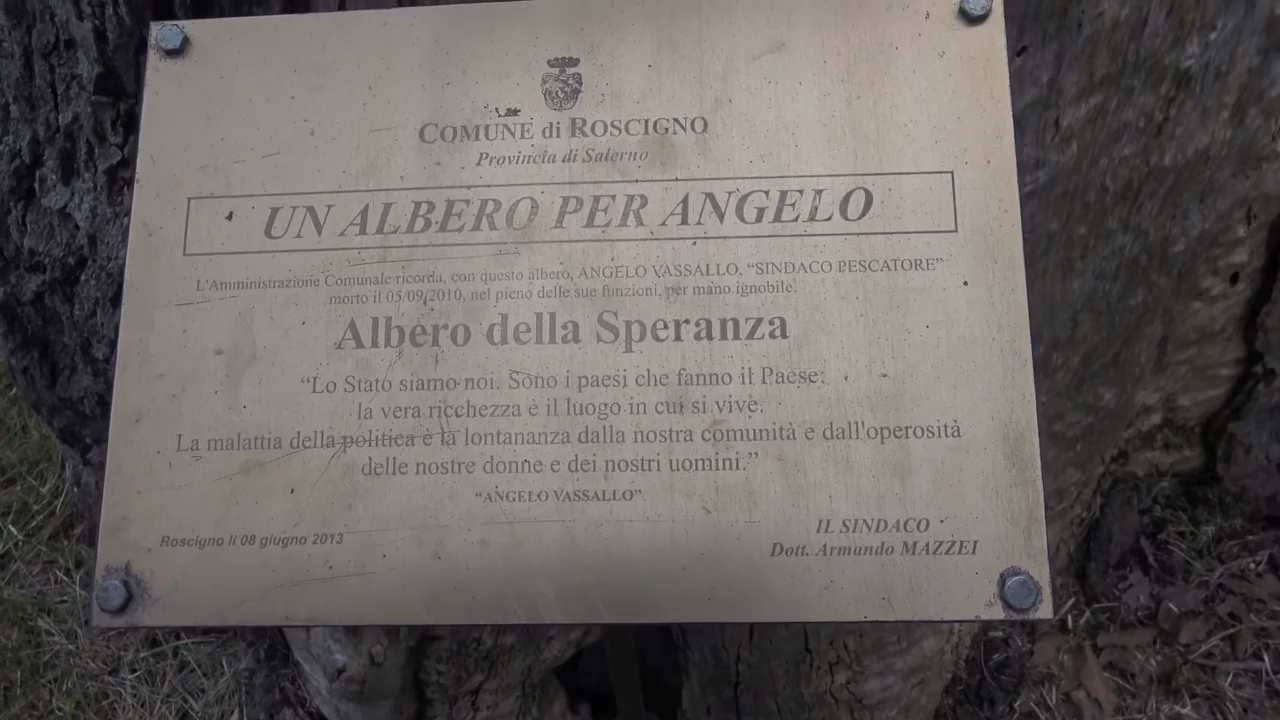 COMUNE di ROSCIGNO
Provincia di Salerno
UN ALBERO PER ANGELO
L'Amministrazione Comunale ricorda, con questo albero, ANGELO VASSALLO, “SINDACO PESCATORE”
morto il 05/09/2010, nel pieno delle sue funzioni, per mano ignobile.
Albero della Speranza
“Lo Stato siamo noi. Sono i paesi che fanno il Paese:
la vera ricchezza è il luogo in cui si vive.
La malattia della politica è la lontananza dalla nostra comunità e dall'operosità
delle nostre donne e dei nostri uomini.”
“ANGELO VASSALLO”
Roscigno lì 08 giugno 2013
IL SINDACO
Dott. Armando MAZZEI